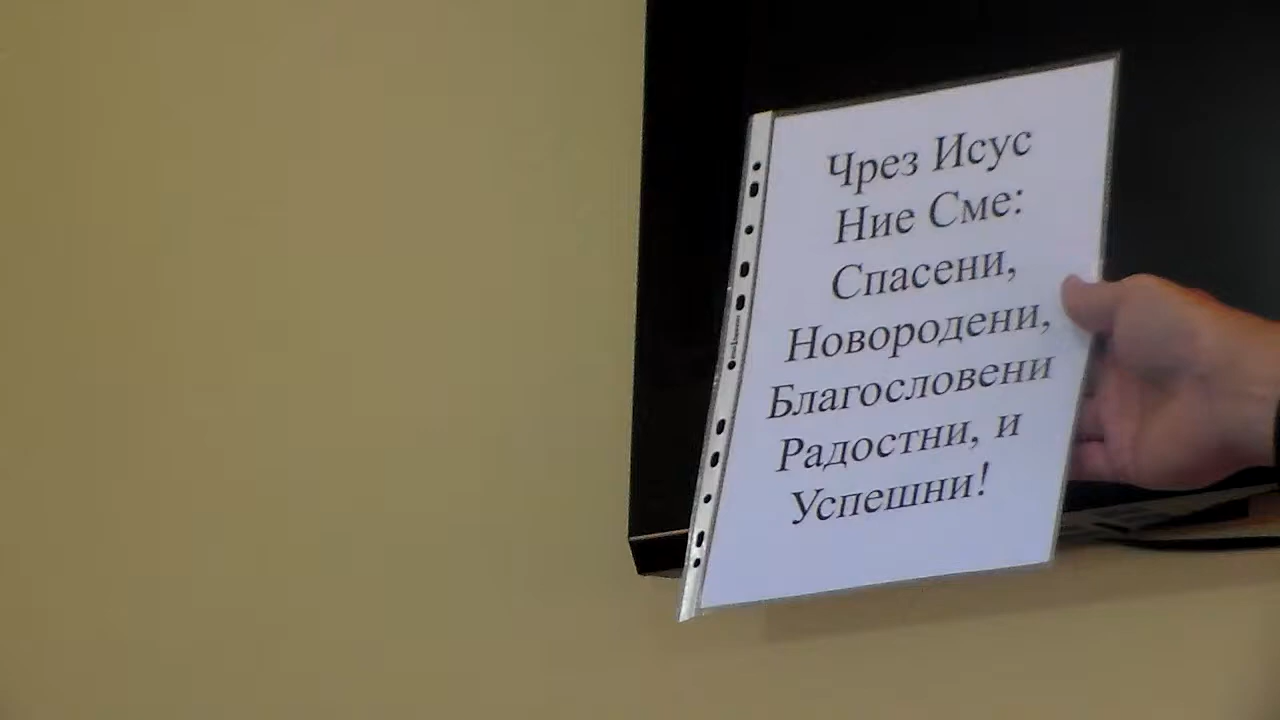 Чрез Исус
Ние Сме:
Спасени,
Новородени,
Благословени
Радостни, и
Успешни!